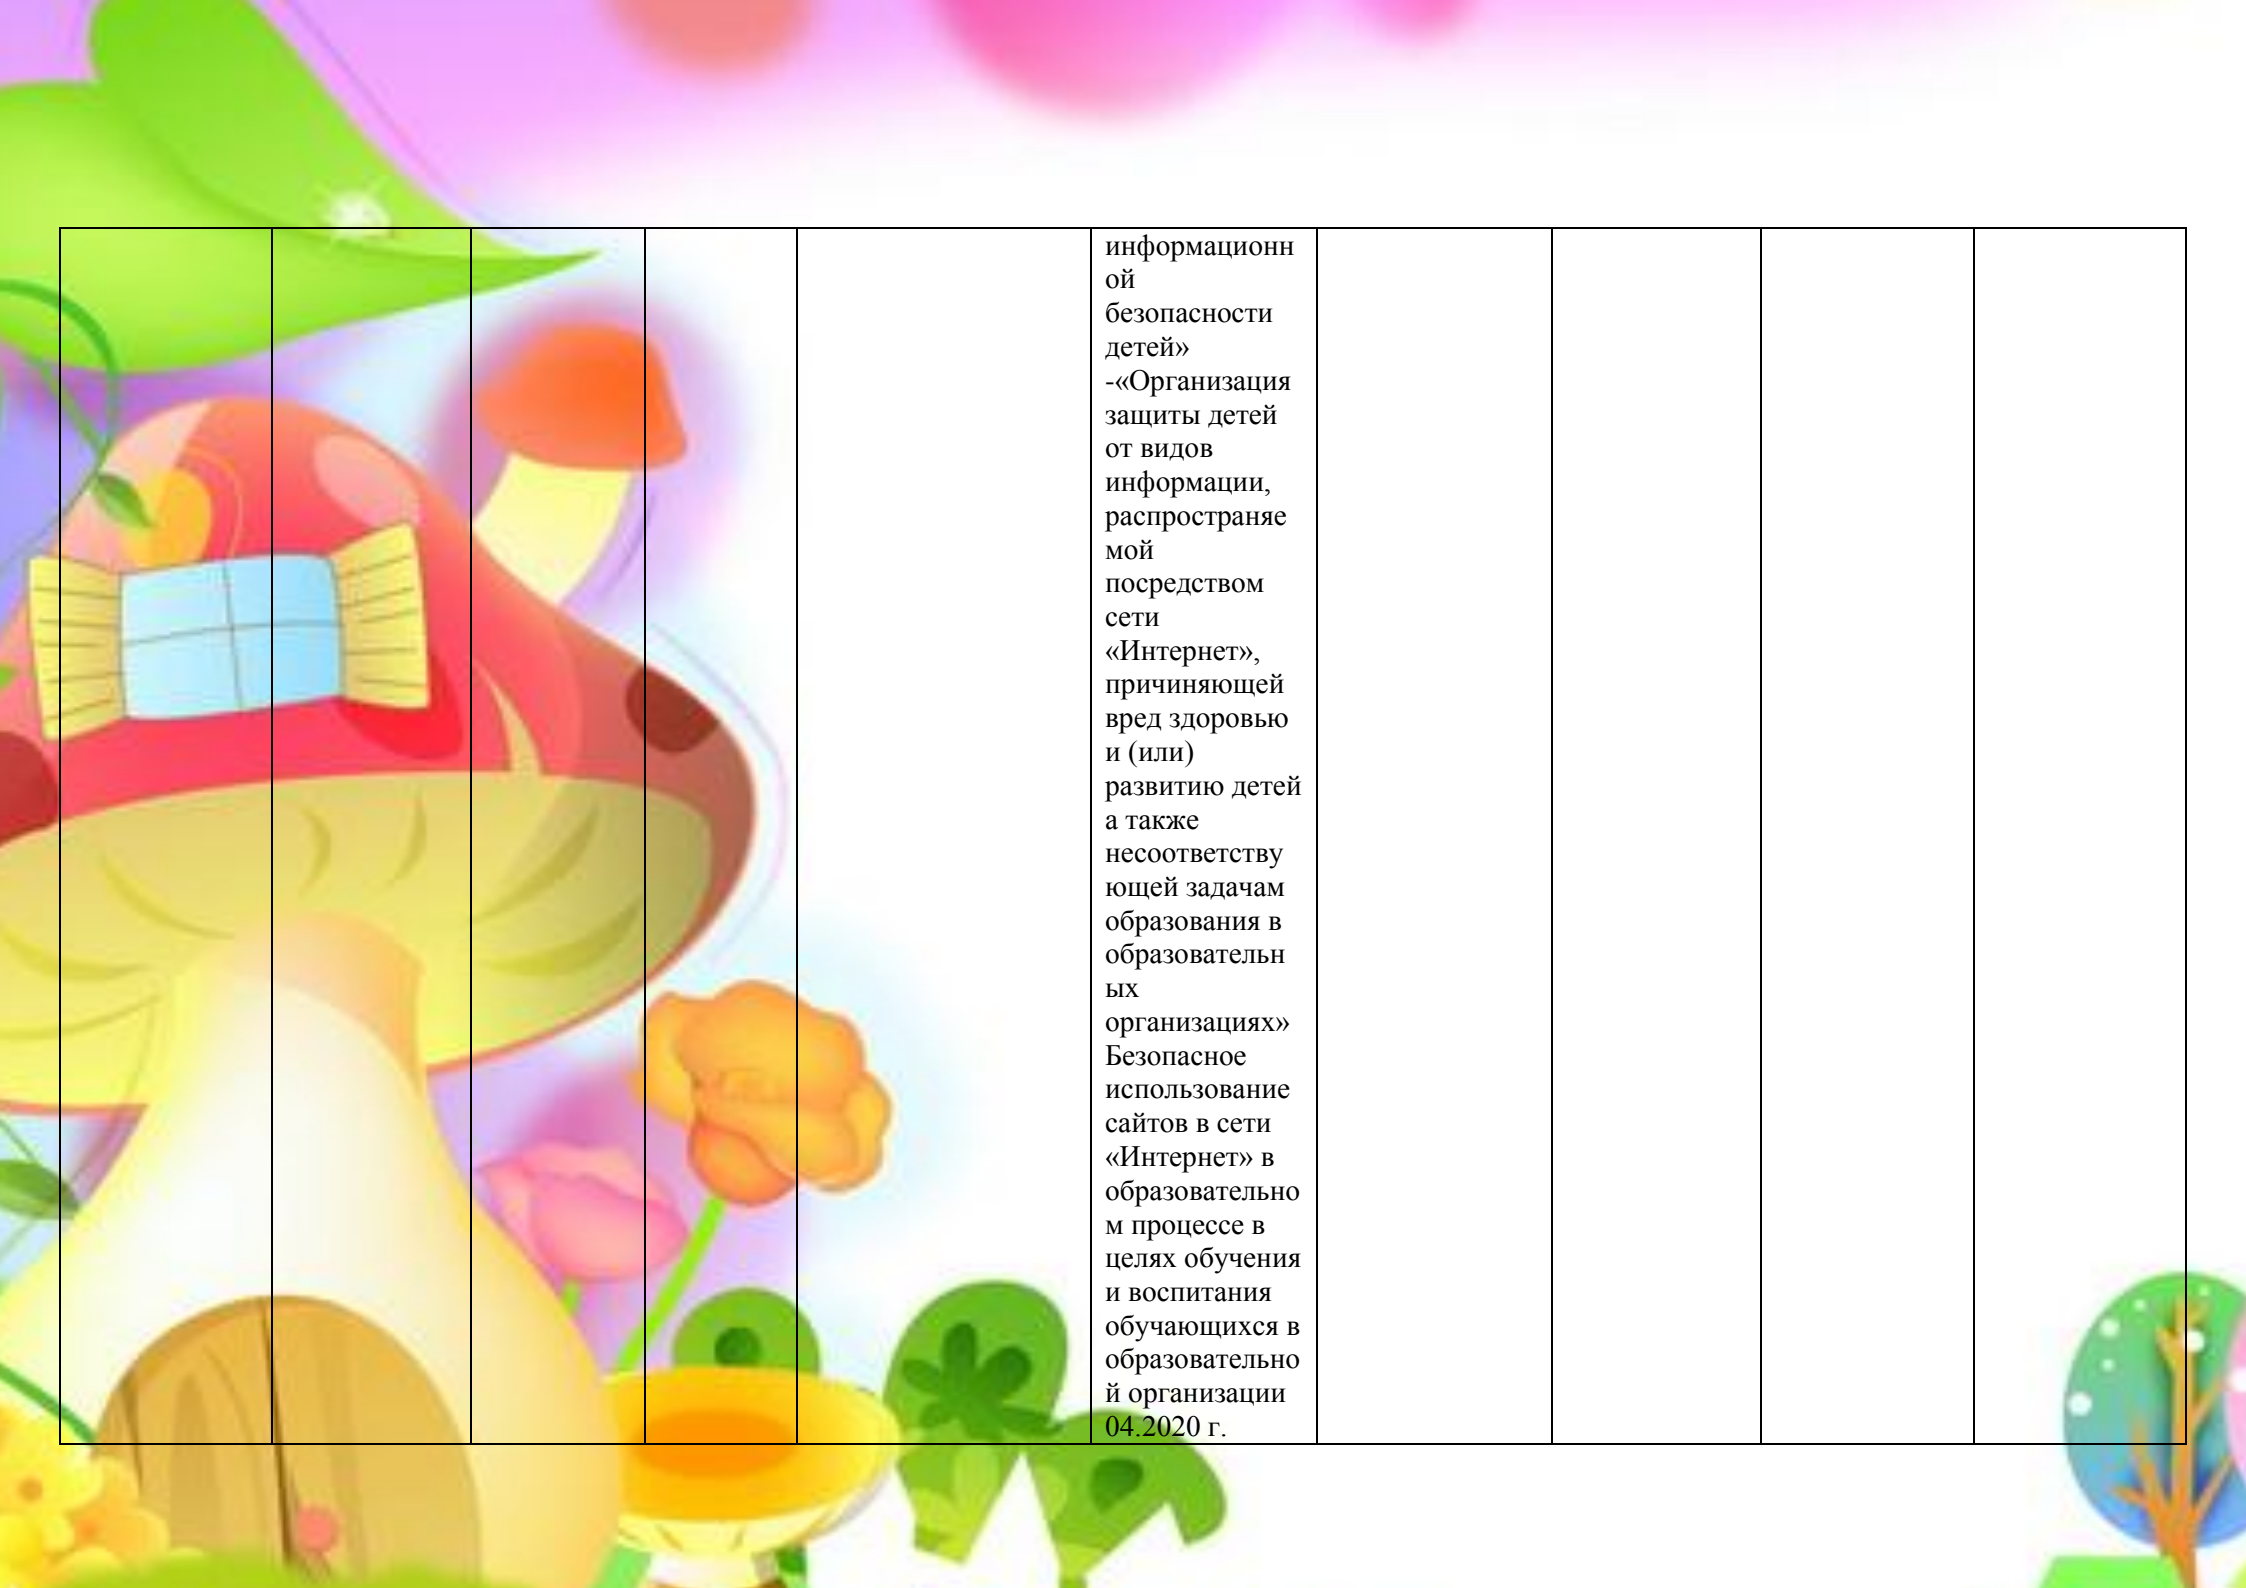 информационн
ой
безопасности
детей»
-«Организация
защиты детей
от видов
информации,
распространяе
мой
посредством
сети
«Интернет»,
причиняющей
вред здоровью
и (или)
развитию детей
а также
несоответству
ющей задачам
образования в
образовательн
ых
организациях»
Безопасное
использование
сайтов в сети
«Интернет» в
образовательно
м процессе в
целях обучения
и воспитания
обучающихся в
образовательно
й организации
04.2020 г.